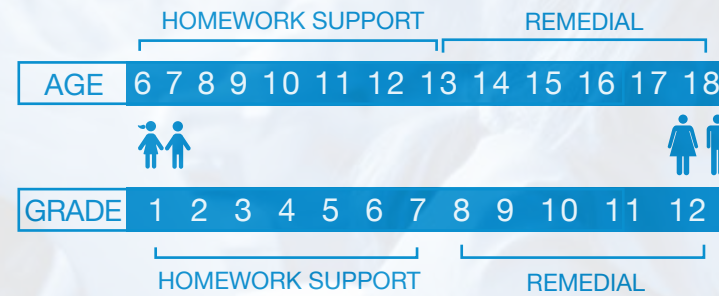 HOMEWORK SUPPORT REMEDIAL
AGE 6 7 8 9 10 11 12 13 14 15 16 17 18
GRADE 1 2 3 4 5 6 7 8 9 10 11 12
HOMEWORK SUPPORT REMEDIAL